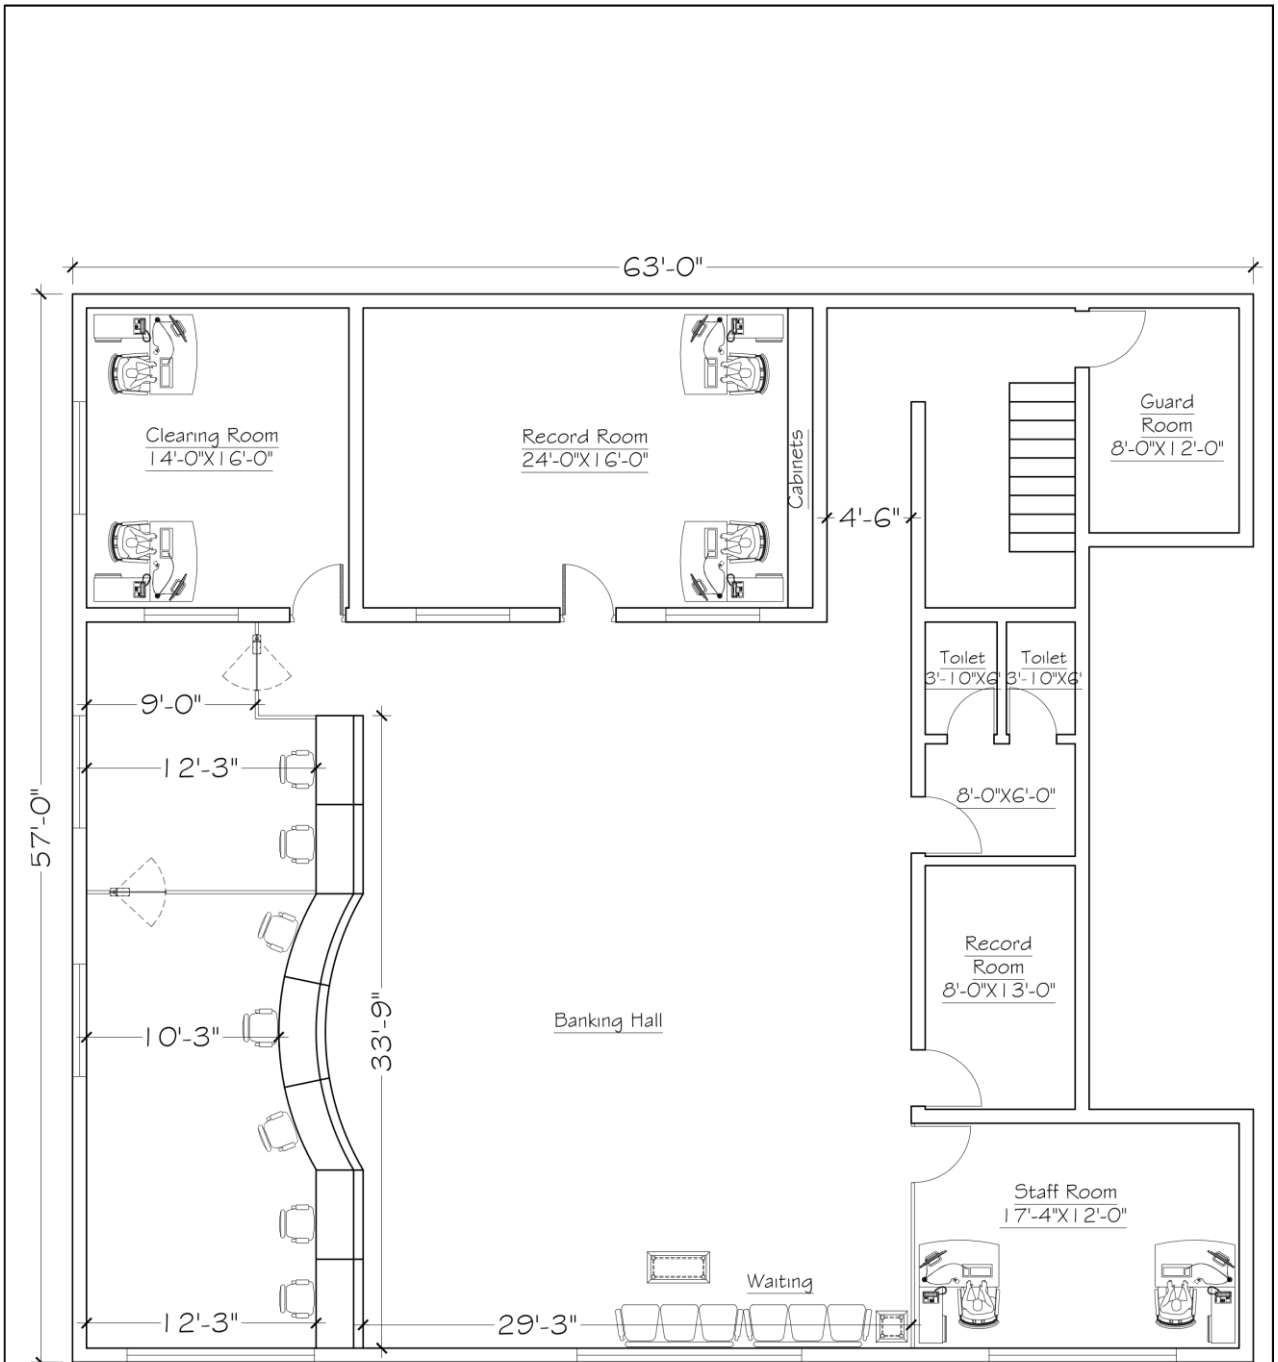 63'-0"
57'-0"
Clearing Room
14'-0"X16'-0"
Record Room
24'-0"X16'-0"
Cabinets
4'-6"
Guard
Room
8'-0"X12'-0"
Toilet
3'-10"X6'
Toilet
3'-10"X6'
9'-0"
12'-3"
8'-0"X6'-0"
Record
Room
8'-0"X13'-0"
10'-3"
33'-9"
Banking Hall
Staff Room
17'-4"X12'-0"
Waiting
12'-3"
29'-3"